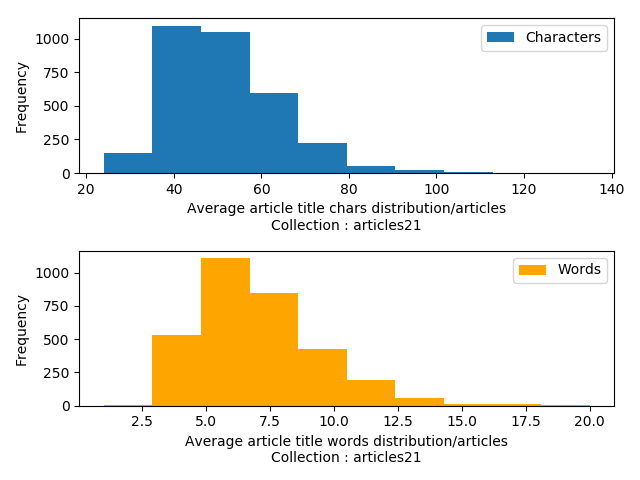 Characters
1000
750
500
250
0
Frequency
20 40 60 80 100 120 140
Average article title chars distribution/articles
Collection : articles21
Words
1000
750
500
250
0
Frequency
2.5 5.0 7.5 10.0 12.5 15.0 17.5 20.0
Average article title words distribution/articles
Collection : articles21